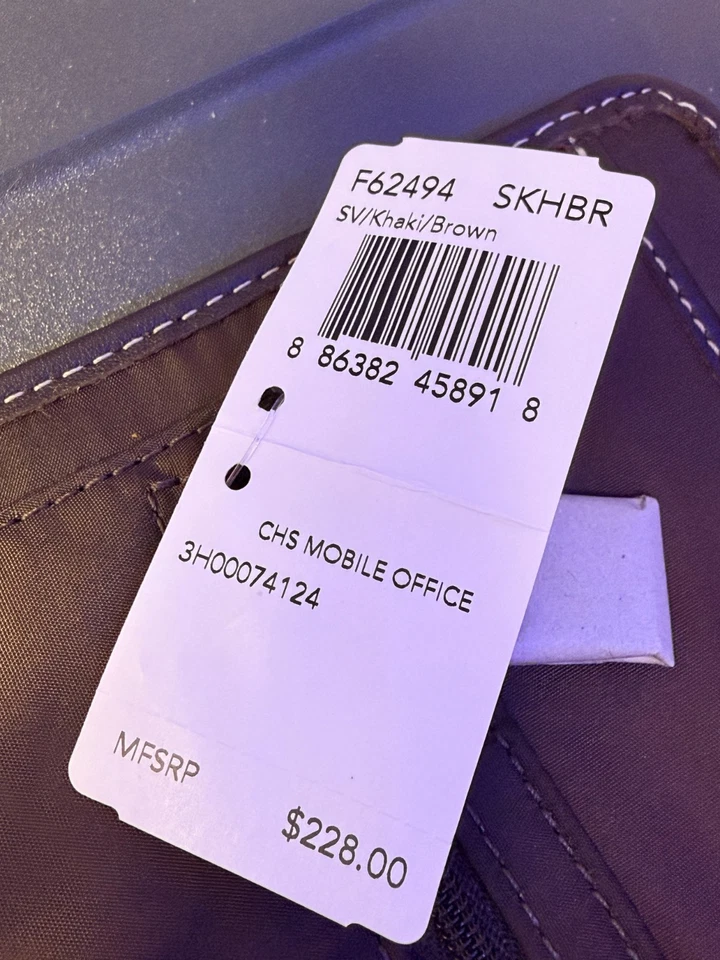 F62494 SKHBR
SV/Khaki/Brown
8 86382 45891 8
CHS MOBILE OFFICE
3H00074124
MFSRP
$228.00